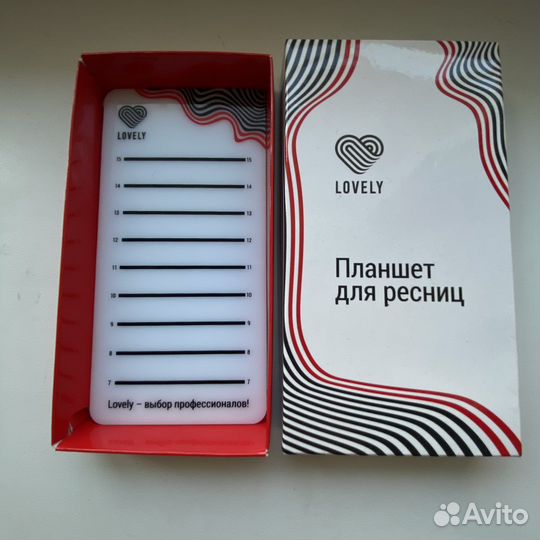 LOVELY
15 15
14 14
13 13
12 12
11 11
10 10
9 9
8 8
7 7
Lovely – выбор профессионалов!
LOVELY
Планшет
для ресниц
Avito